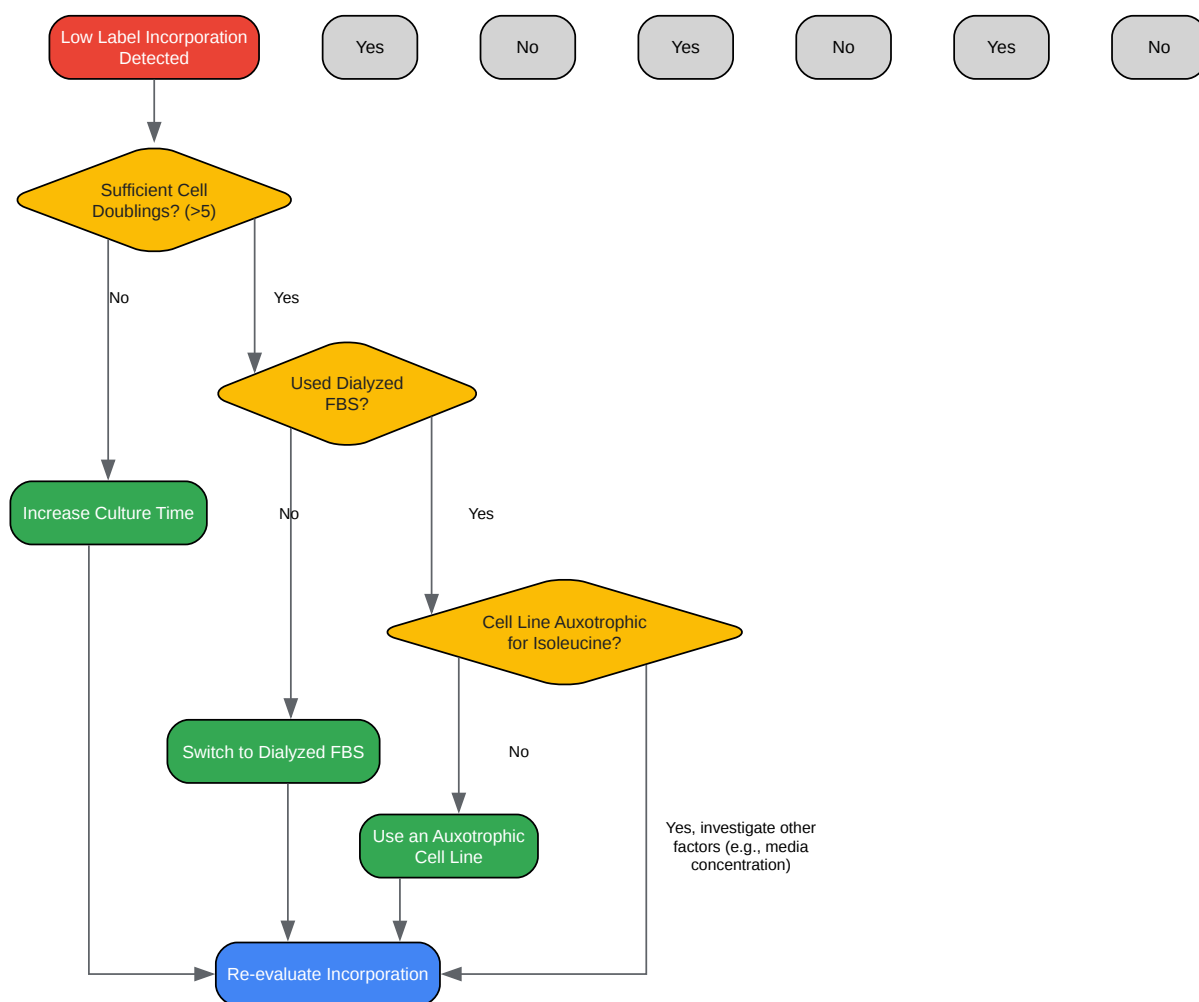 Low Label Incorporation
Detected
Yes
No
Yes
No
Yes
No
Sufficient Cell
Doublings? (>5)
No
Yes
Used Dialyzed
FBS?
Increase Culture Time
No
Yes
Cell Line Auxotrophic
for Isoleucine?
Switch to Dialyzed FBS
No
Use an Auxotrophic
Cell Line
Yes, investigate other
factors (e.g., media
concentration)
Re-evaluate Incorporation